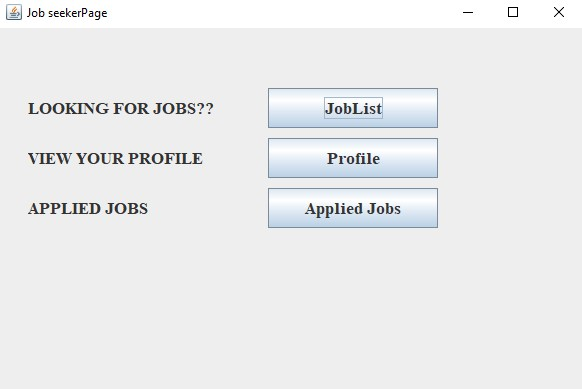 Job seekerPage
LOOKING FOR JOBS?? JobList
VIEW YOUR PROFILE Profile
APPLIED JOBS Applied Jobs